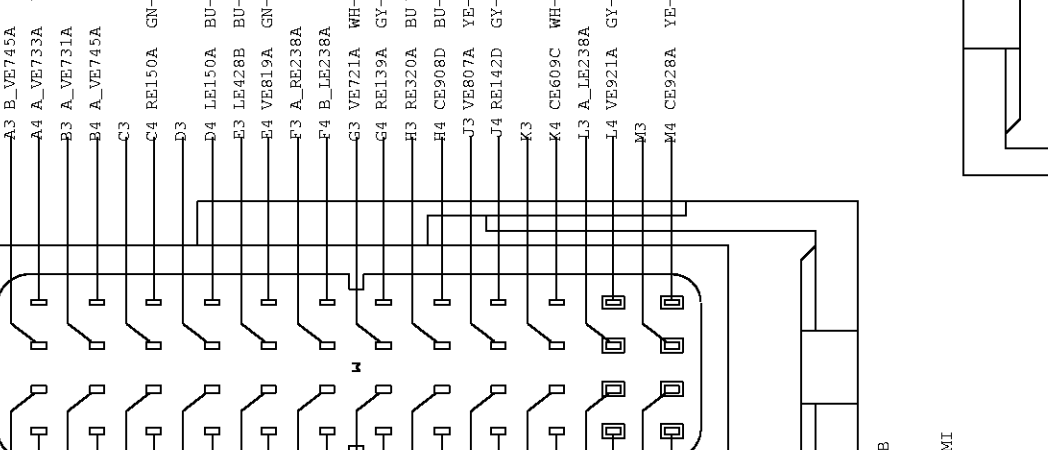 A3 B_VE745A
A4 A_VE733A
B3 A_VE731A
B4 A_VE745A
C3
C4 RE150A GN-
D3
D4 LE150A BU-
E3 LE428B BU-
E4 VE819A GN-
F3 A_RE238A
F4 B_LE238A
G3 VE721A WH-
G4 RE139A GY-
H3 RE320A BU
H4 CE908D BU-
J3 VE807A YE-
J4 RE142D GY-
K3
K4 CE609C WH-
L3 A_LE238A
L4 VE921A GY-
M3
M4 CE928A YE-
M
B
MI